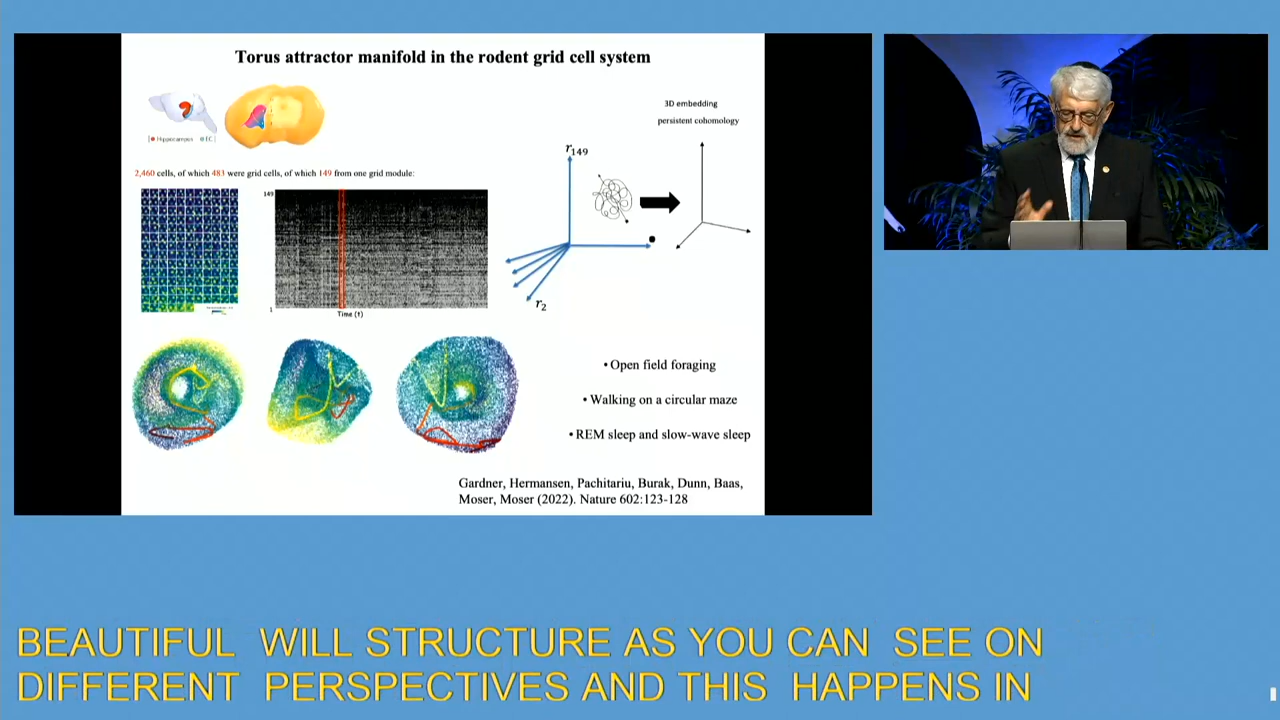 Torus attractor manifold in the rodent grid cell system
3D embedding
persistent cohomology
Hippocampus EC
2,460 cells, of which 483 were grid cells, of which 149 from one grid module:
149
1
Time (t)
r149
r2
• Open field foraging
• Walking on a circular maze
• REM sleep and slow-wave sleep
Gardner, Hermansen, Pachitariu, Burak, Dunn, Baas,
Moser, Moser (2022). Nature 602:123-128
BEAUTIFUL WILL STRUCTURE AS YOU CAN SEE ON
DIFFERENT PERSPECTIVES AND THIS HAPPENS IN